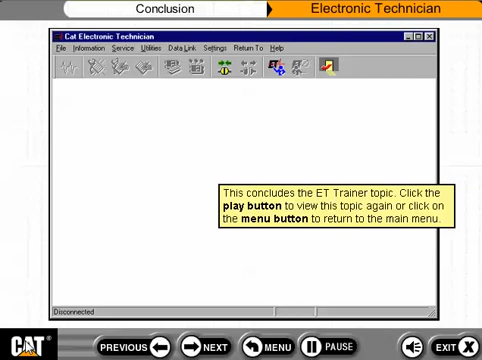 Conclusion
Electronic Technician
Cat Electronic Technician
File Information Service Utilities Data Link Settings Return To Help
This concludes the ET Trainer topic. Click the
play button to view this topic again or click on
the menu button to return to the main menu.
Disconnected
CAT® PREVIOUS NEXT MENU PAUSE EXIT